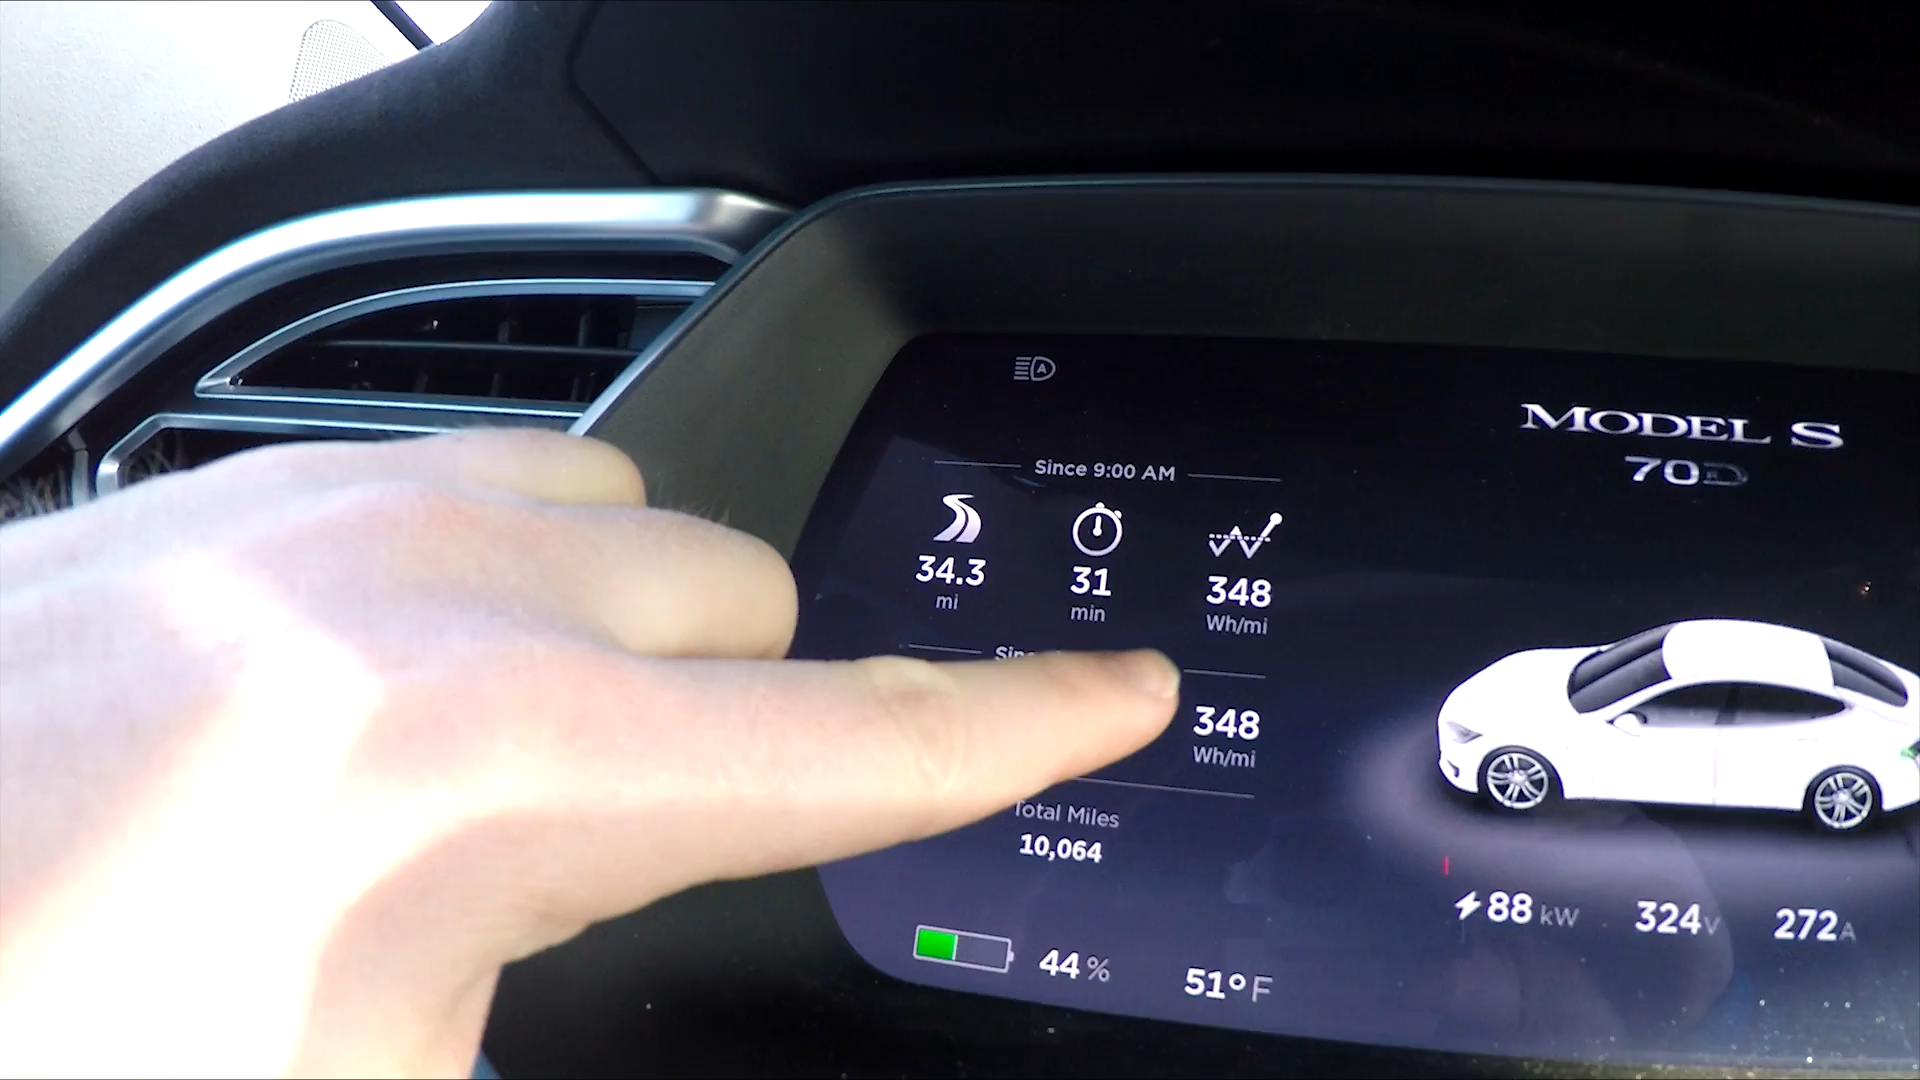 A
MODEL S
70D
Since 9:00 AM
34.3
mi
31
min
348
Wh/mi
348
Wh/mi
Total Miles
10,064
44 %
51° F
88 kW
324 V
272 A